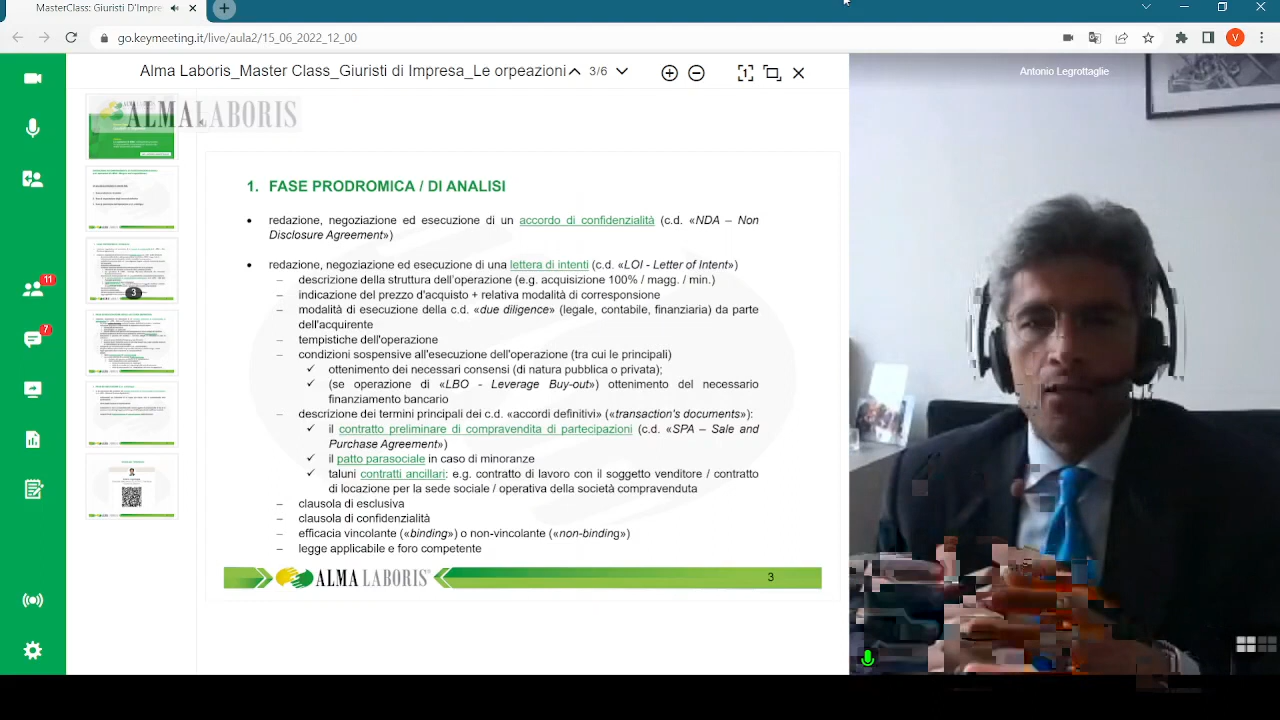 MasterClass: Giuristi D'Imp
go.keymeeting.it/live/aula2/15_06_2022_12_00
V
Alma Laboris_Master Class_Giuristi di Impresa_Le orpeazioni
3/6
Antonio Legrottaglie
ALMA LABORIS
1. FASE PRODROMICA / DI ANALISI
• redazione, negoziazione ed esecuzione di un accordo di confidenzialità (c.d. «NDA – Non
Disclosure Agreement»)
• redazione, negoziazione ed esecuzione di una lettera di intenti (c.d. «LOI - Letter of Intent»)
– descrizione della struttura dell'operazione (e.g. acquisizione 100% / magg. / min.)
– indicazione del prezzo d'acquisto + relativa modalità di corresponsione
– modalità di esecuzione della c.d. «due diligence» (legale, contabile, finanziaria) da parte
dell'acquirente
– tempistiche dell'operazione
– condizioni sospensive all'esecuzione dell'operazione (tra cui le principali)
✓ ottenimento dei necessari consensi (di natura pubblica o privata);
✓ (se operazione di «LBO - Leveraged Buy-out») ottenimento del necessario
finanziamento bancario
– indicazione dei termini principali dei c.d. «accordi definitivi» («transaction's documents»):
✓ il contratto preliminare di compravendita di partecipazioni (c.d. «SPA – Sale and
Purchase Agreement»)
✓ il patto parasociale in caso di minoranze
✓ taluni contratti ancillari: e.g. contratto di lavoro con il soggetto venditore / contratto
di locazione per la sede sociale / operativa della società compravenduta
– clausola di esclusiva
– clausola di confidenzialità
– efficacia vincolante («binding») o non-vincolante («non-binding»)
– legge applicabile e foro competente
ALMA LABORIS
3
11
7
3